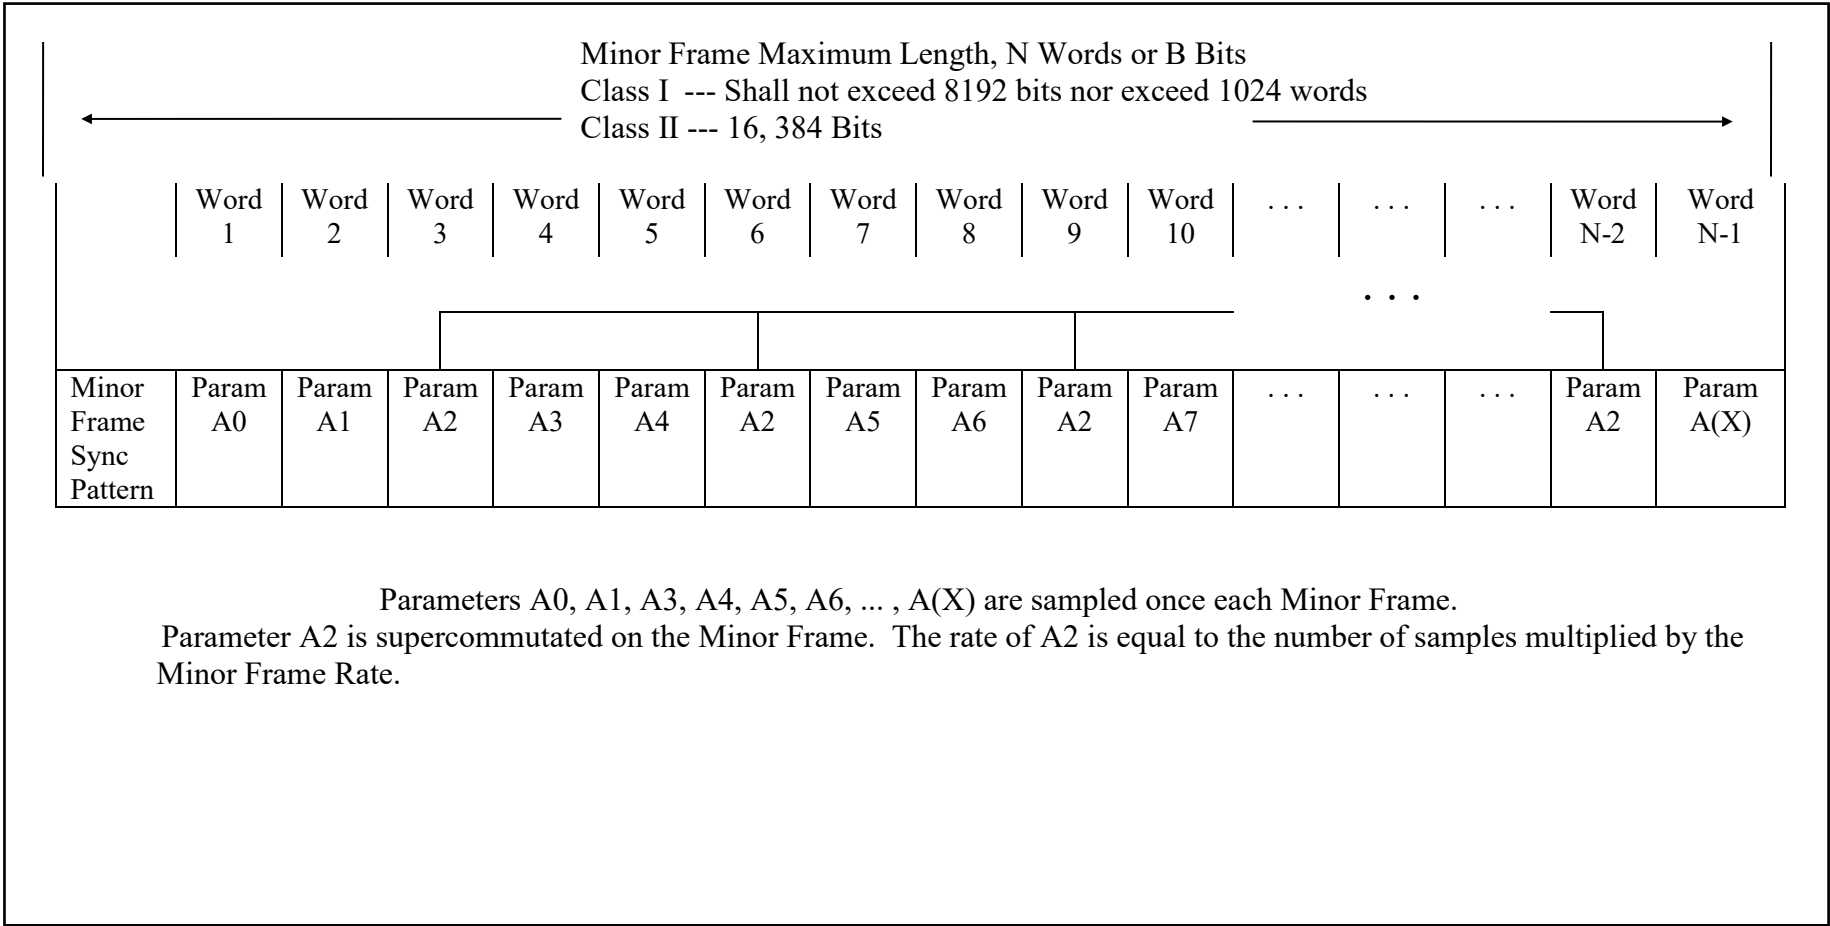 Minor Frame Maximum Length, N Words or B Bits
Class I --- Shall not exceed 8192 bits nor exceed 1024 words
Class II --- 16, 384 Bits
Word Word Word Word Word Word Word Word Word Word . . . . . . . . . Word Word
1 2 3 4 5 6 7 8 9 10 N-2 N-1
. . .
Minor Param Param Param Param Param Param Param Param Param Param . . . . . . . . . Param Param
Frame A0 A1 A2 A3 A4 A2 A5 A6 A2 A7 A2 A(X)
Sync
Pattern
Parameters A0, A1, A3, A4, A5, A6, ... , A(X) are sampled once each Minor Frame.
Parameter A2 is supercommutated on the Minor Frame. The rate of A2 is equal to the number of samples multiplied by the
Minor Frame Rate.